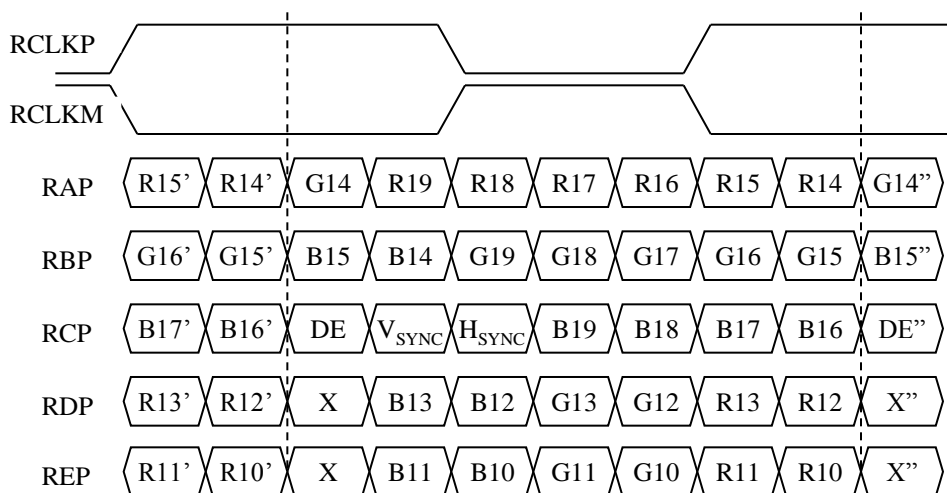 RCLKP
RCLKM
RAP R15’ R14’ G14 R19 R18 R17 R16 R15 R14 G14”
RBP G16’ G15’ B15 B14 G19 G18 G17 G16 G15 B15”
RCP B17’ B16’ DE VSYNC HSYNC B19 B18 B17 B16 DE”
RDP R13’ R12’ X B13 B12 G13 G12 R13 R12 X”
REP R11’ R10’ X B11 B10 G11 G10 R11 R10 X”